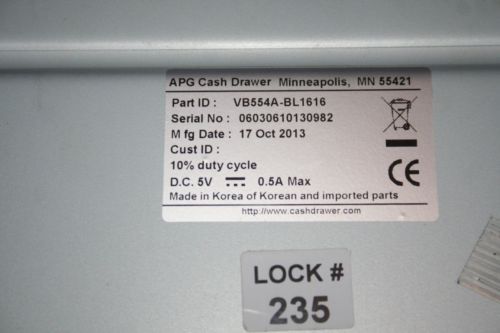 APG Cash Drawer Minneapolis, MN 55421
Part ID : VB554A-BL1616
Serial No : 06030610130982
Mfg Date : 17 Oct 2013
Cust ID :
10% duty cycle
D.C. 5V 0.5A Max
Made in Korea of Korean and imported parts
http://www.cashdrawer.com
CE
LOCK #
235